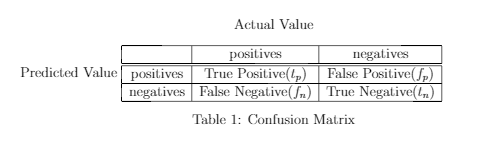 Actual Value
positives negatives
Predicted Value positives True Positive(tp) False Positive(fp)
negatives False Negative(fn) True Negative(tn)
Table 1: Confusion Matrix